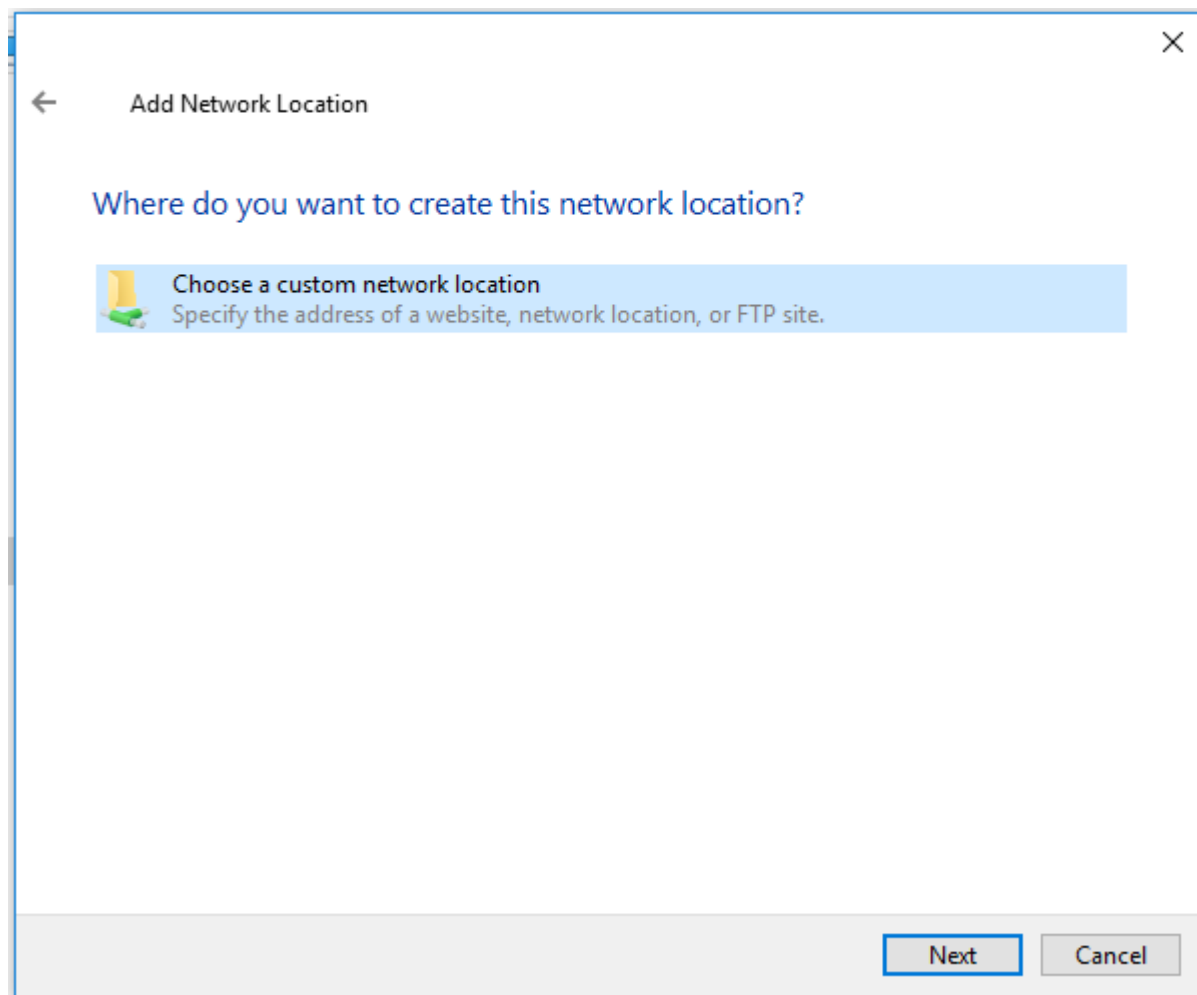 Add Network Location
Where do you want to create this network location?
Choose a custom network location
Specify the address of a website, network location, or FTP site.
Next
Cancel